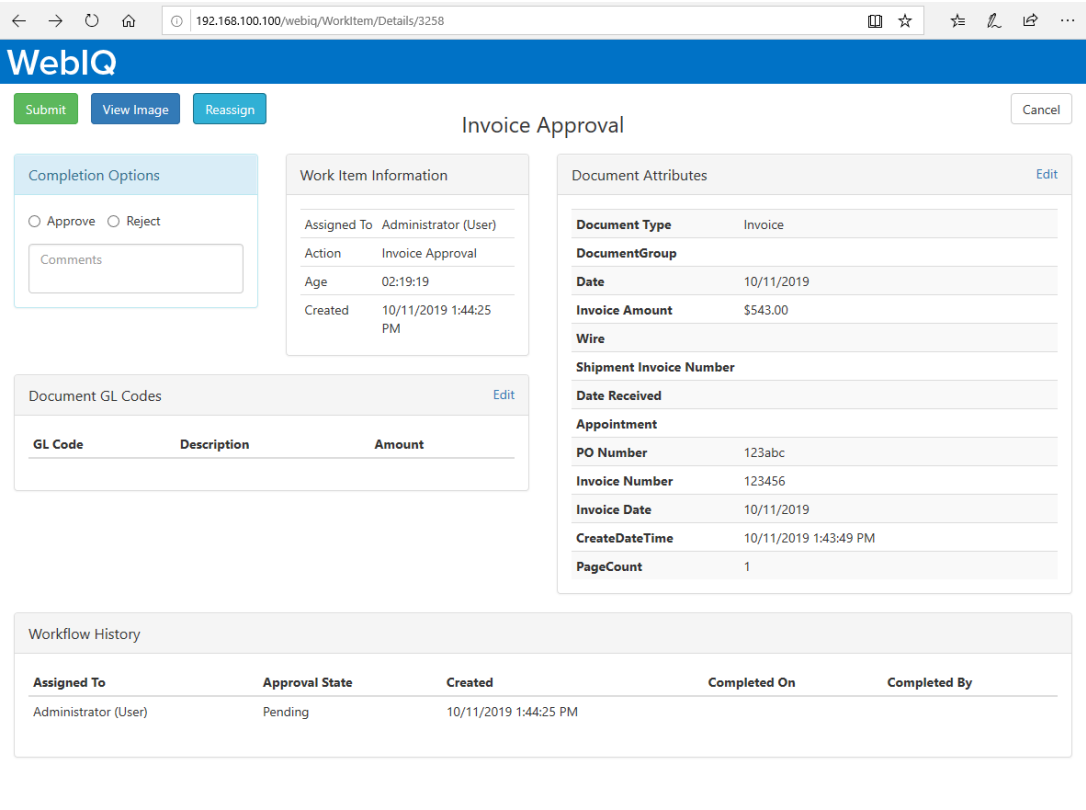 192.168.100.100/webiq/WorkItem/Details/3258
WebIQ
Submit View Image Reassign Cancel
Invoice Approval
Completion Options
Approve Reject
Comments
Work Item Information
Assigned To Administrator (User)
Action Invoice Approval
Age 02:19:19
Created 10/11/2019 1:44:25
PM
Document GL Codes Edit
GL Code Description Amount
Document Attributes Edit
Document Type Invoice
DocumentGroup
Date 10/11/2019
Invoice Amount $543.00
Wire
Shipment Invoice Number
Date Received
Appointment
PO Number 123abc
Invoice Number 123456
Invoice Date 10/11/2019
CreateDateTime 10/11/2019 1:43:49 PM
PageCount 1
Workflow History
Assigned To Approval State Created Completed On Completed By
Administrator (User) Pending 10/11/2019 1:44:25 PM